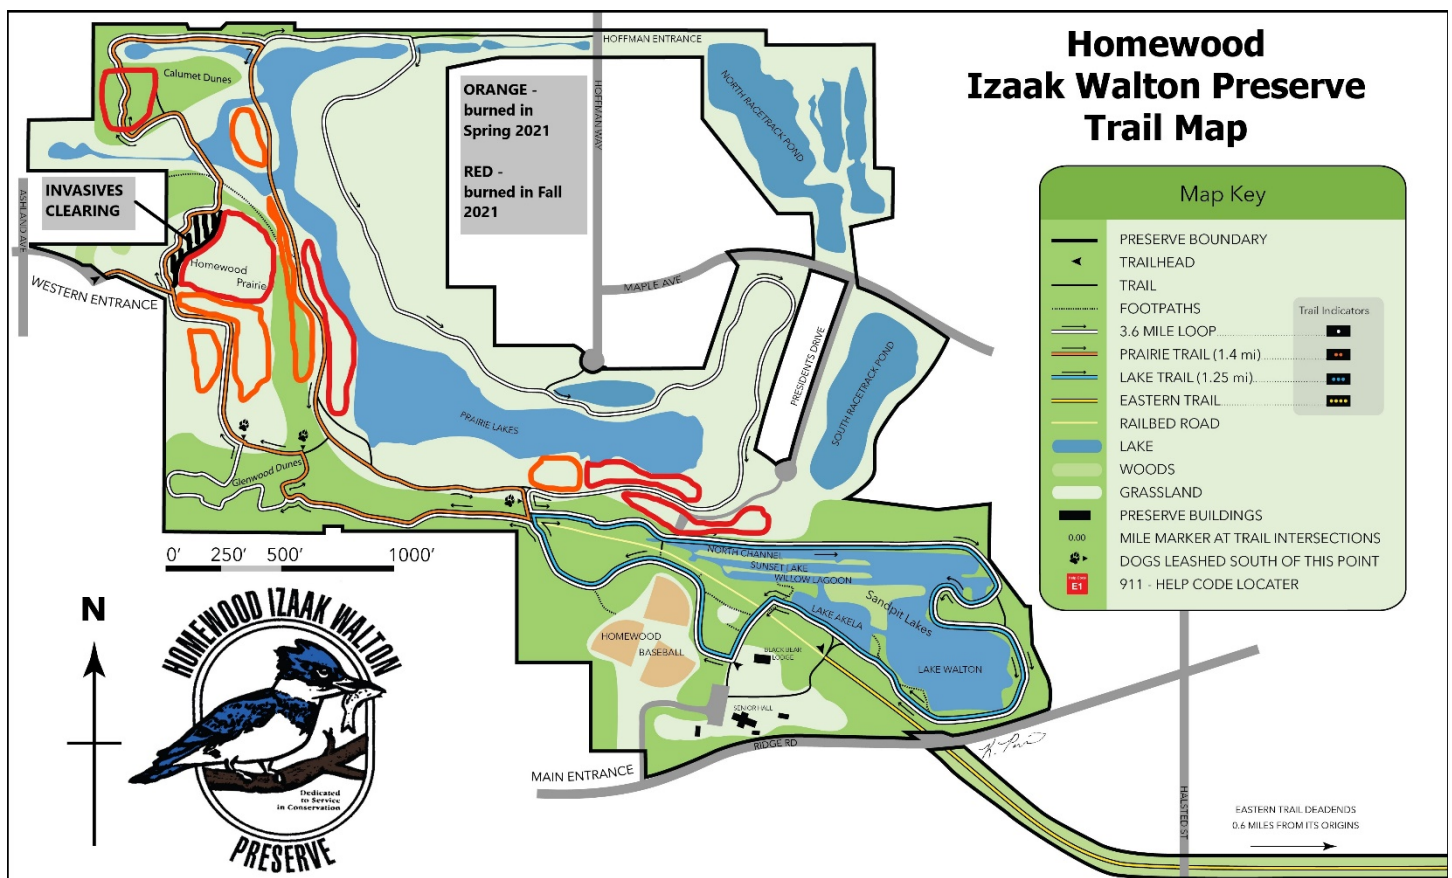 Homewood
Izaak Walton Preserve
Trail Map
HOFFMAN ENTRANCE
HOFFMAN WAY
ORANGE -
burned in
Spring 2021
RED -
burned in Fall
2021
NORTH RACETRACK POND
Calumet Dunes
INVASIVES
CLEARING
ASHLAND AVE
WESTERN ENTRANCE
Homewood
Prairie
MAPLE AVE
PRESIDENTS DRIVE
SOUTH RACETRACK POND
PRAIRIE LAKES
Glenwood Dunes
0' 250' 500' 1000'
NORTH CHANNEL
SUNSET LAKE
WILLOW LAGOON
LAKE AKELA
Sandpit Lakes
LAKE WALTON
HOMEWOOD
BASEBALL
BLACK BEAR
LODGE
SENIOR HALL
RIDGE RD
MAIN ENTRANCE
HALSTED ST
EASTERN TRAIL DEADENDS
0.6 MILES FROM ITS ORIGINS
Map Key
PRESERVE BOUNDARY
TRAILHEAD
TRAIL
FOOTPATHS
Trail Indicators
3.6 MILE LOOP
PRAIRIE TRAIL (1.4 mi)
LAKE TRAIL (1.25 mi)
EASTERN TRAIL
RAILBED ROAD
LAKE
WOODS
GRASSLAND
PRESERVE BUILDINGS
0.00 MILE MARKER AT TRAIL INTERSECTIONS
DOGS LEASHED SOUTH OF THIS POINT
E1 911 - HELP CODE LOCATER
N
HOMEWOOD IZAAK WALTON
Dedicated
to Service
in Conservation
PRESERVE